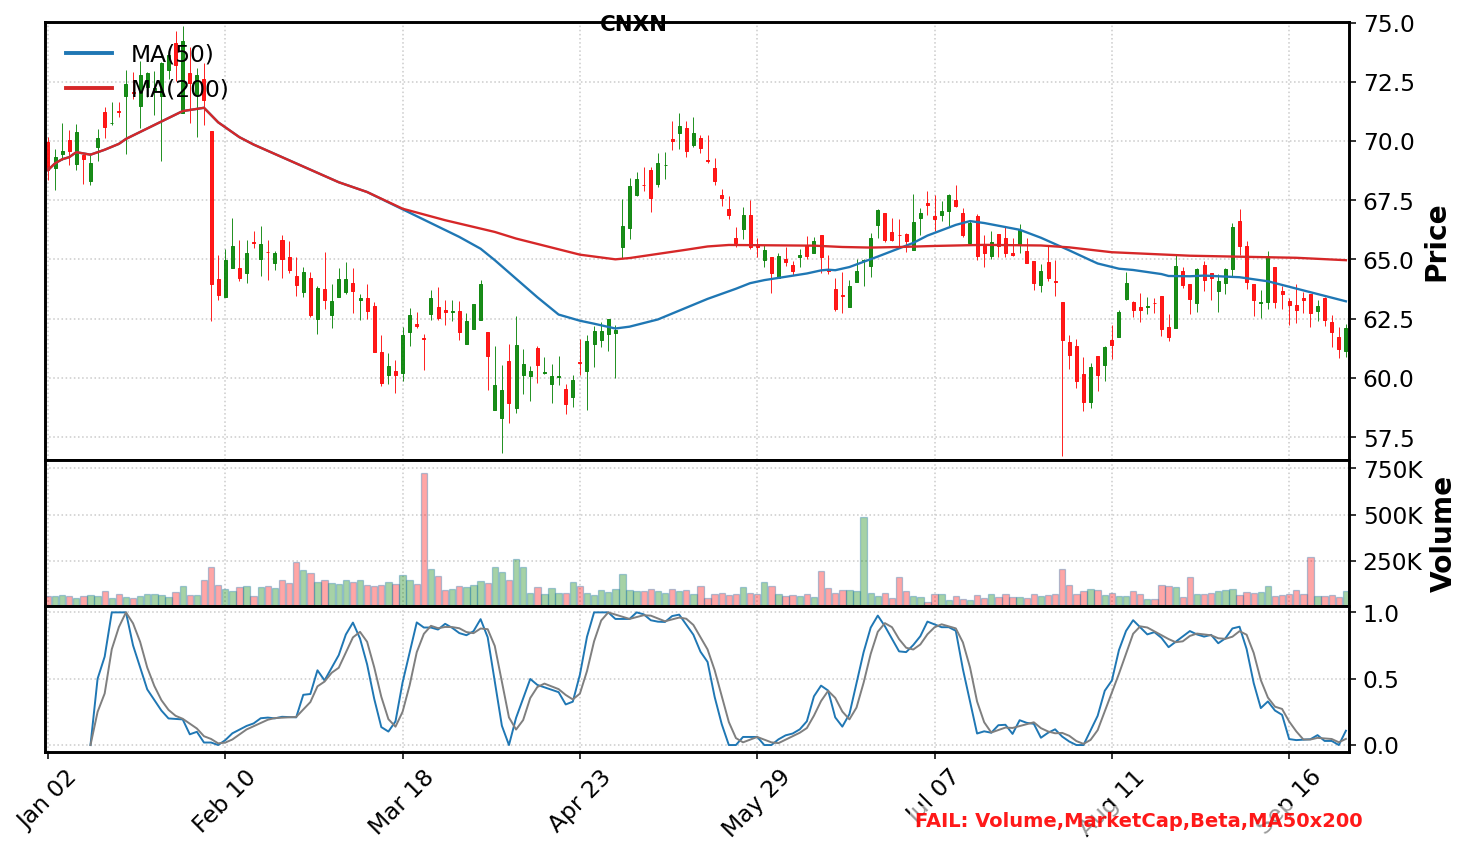 CNXN
MA(50)
MA(200)
75.0
72.5
70.0
67.5
65.0
62.5
60.0
57.5
Price
750K
500K
250K
Volume
1.0
0.5
0.0
Jan 02
Feb 10
Mar 18
Apr 23
May 29
Jul 07
Aug 11
Sep 16
FAIL: Volume,MarketCap,Beta,MA50x200